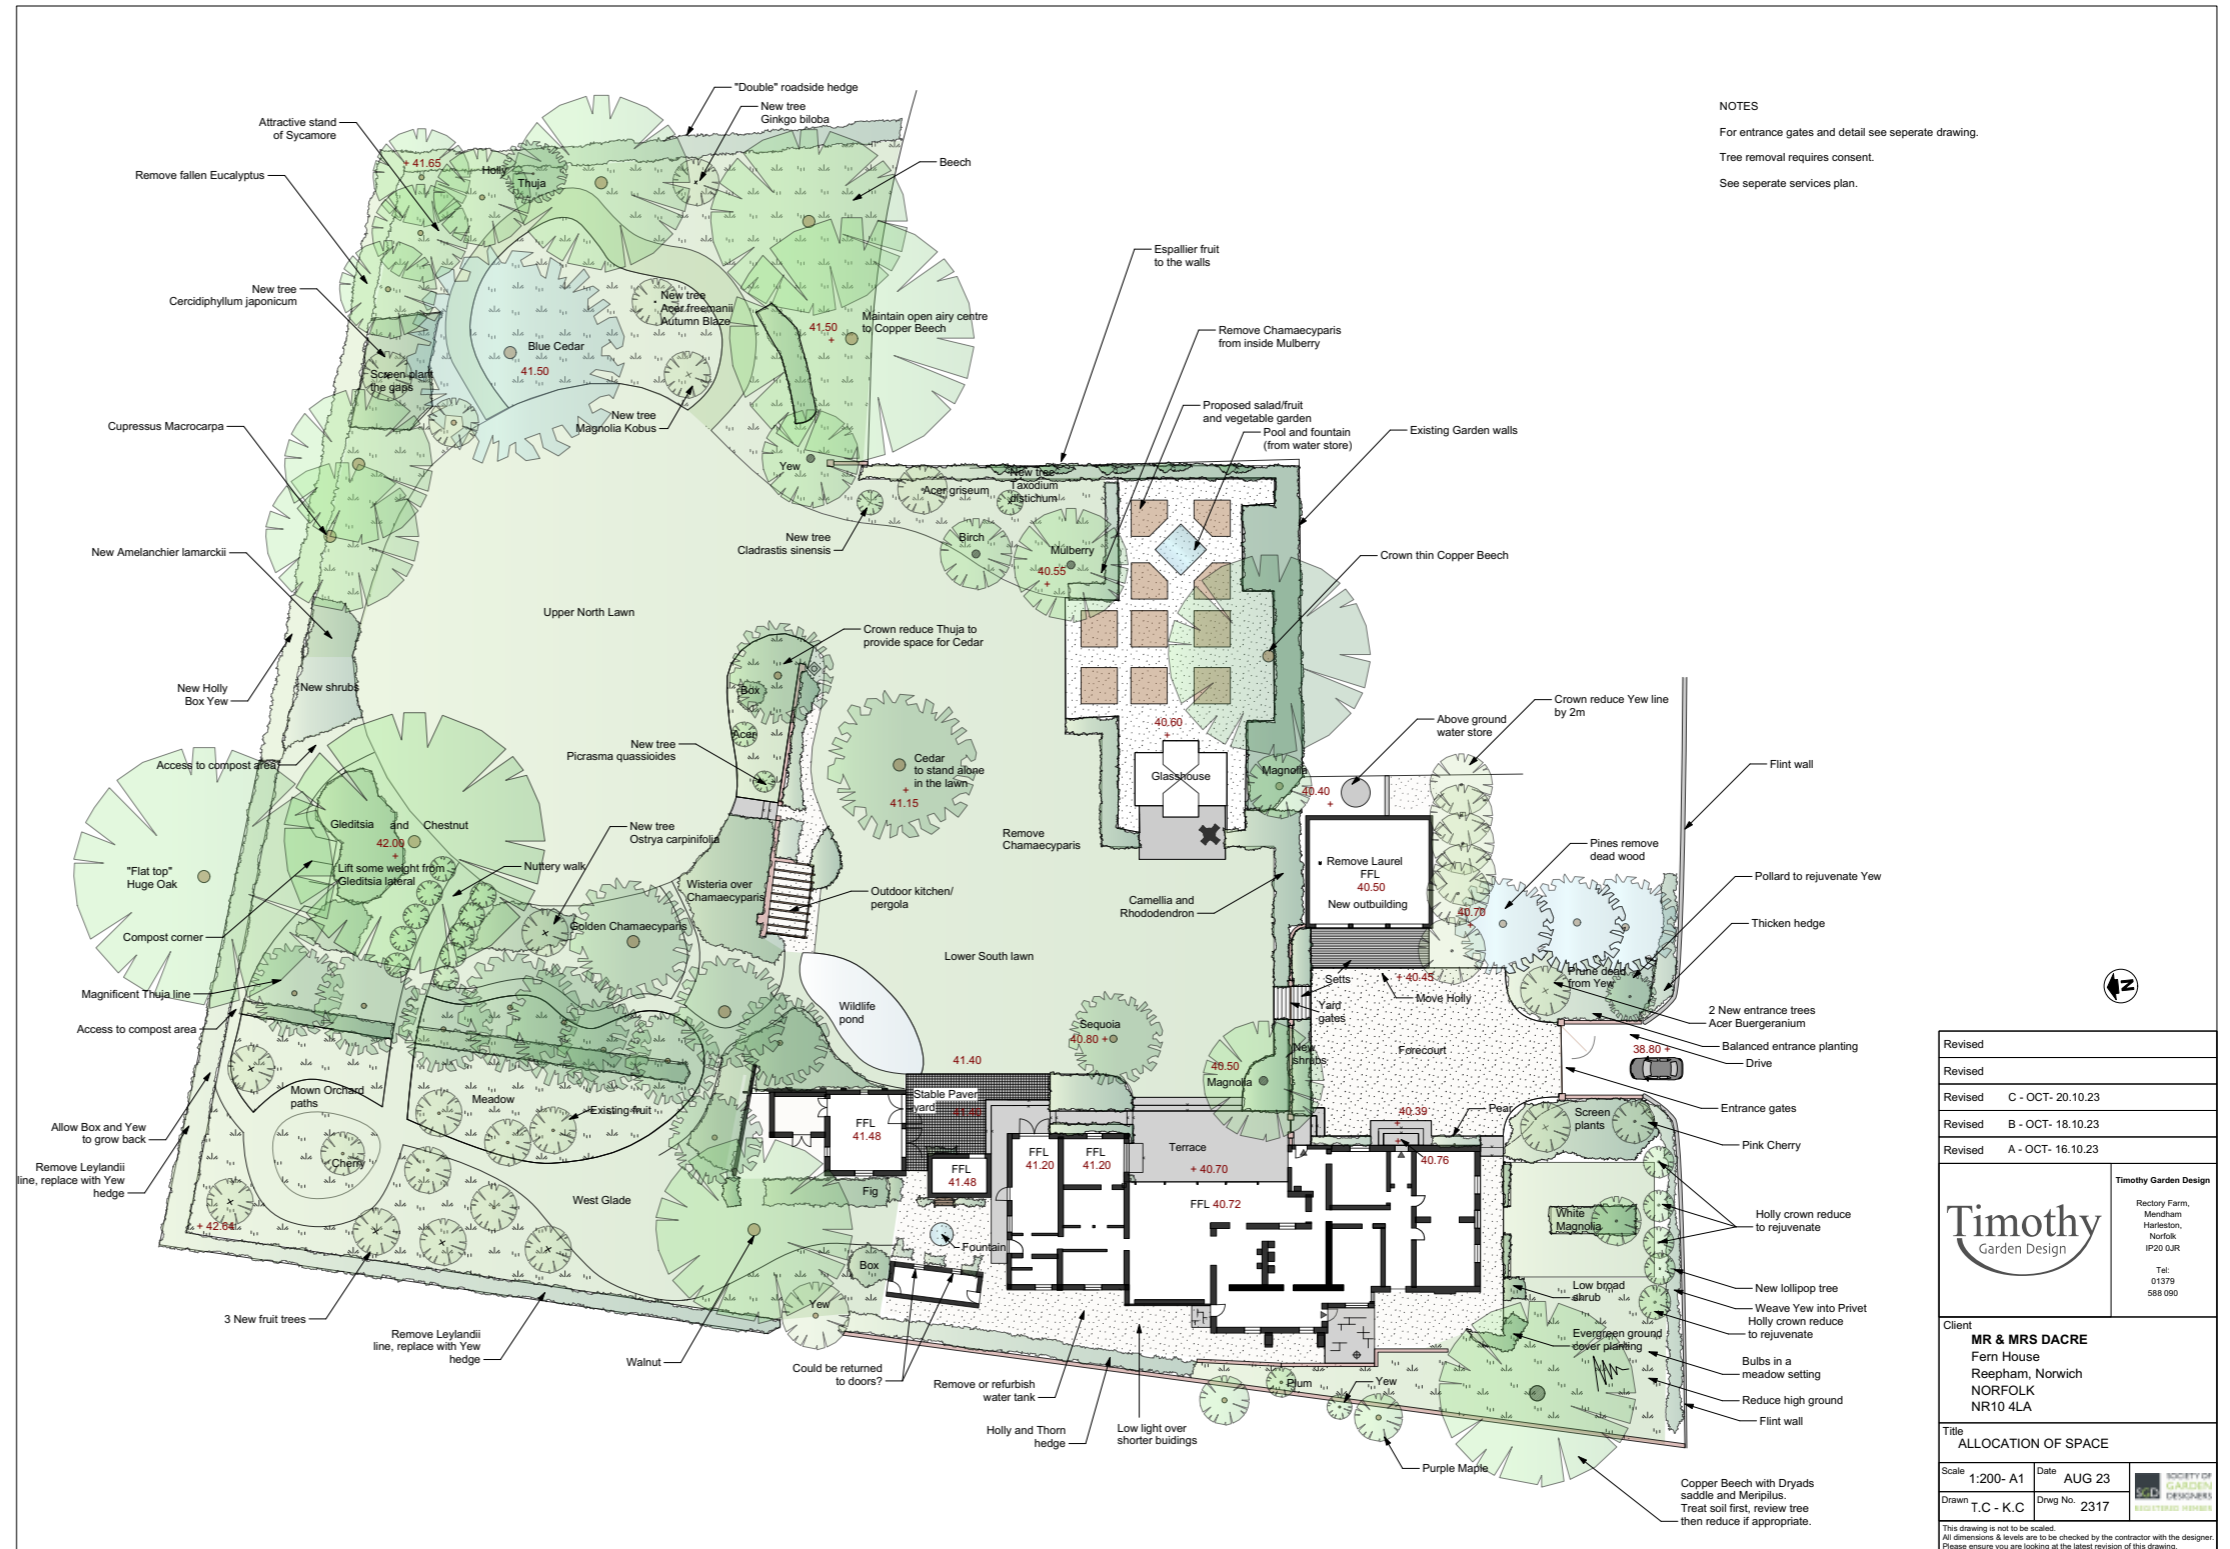 "Double" roadside hedge
New tree
Ginkgo biloba
Attractive stand
of Sycamore
Beech
+ 41.65
Holly
Thuja
Remove fallen Eucalyptus
NOTES
For entrance gates and detail see seperate drawing.
Tree removal requires consent.
See seperate services plan.
Espallier fruit
to the walls
New tree
Cercidiphyllum japonicum
New tree
Acer freemanii
Autumn Blaze
41.50
+
Maintain open airy centre
to Copper Beech
Blue Cedar
41.50
Screen plant
the gaps
Remove Chamaecyparis
from inside Mulberry
New tree
Magnolia Kobus
Cupressus Macrocarpa
Proposed salad/fruit
and vegetable garden
Pool and fountain
(from water store)
Existing Garden walls
Yew
Acer griseum
New tree
Taxodium
distichum
New tree
Cladrastis sinensis
Birch
Mulberry
40.55
+
New Amelanchier lamarckii
Crown thin Copper Beech
Upper North Lawn
Crown reduce Thuja to
provide space for Cedar
New Holly
Box Yew
New shrubs
Box
Acer
Crown reduce Yew line
by 2m
Above ground
water store
40.60
+
Access to compost area
New tree
Picrasma quassioides
Cedar
to stand alone
in the lawn
+
41.15
Glasshouse
Magnolia
40.40
+
Flint wall
Gleditsia and Chestnut
42.00
+
Lift some weight from
Gleditsia lateral
"Flat top"
Huge Oak
New tree
Ostrya carpinifolia
Nuttery walk
Remove
Chamaecyparis
Wisteria over
Chamaecyparis
Outdoor kitchen/
pergola
Camellia and
Rhododendron
Remove Laurel
FFL
40.50
New outbuilding
Pines remove
dead wood
Pollard to rejuvenate Yew
40.70
+
Thicken hedge
Compost corner
Golden Chamaecyparis
Lower South lawn
Magnificent Thuja line
Access to compost area
Wildlife
pond
Setts
+ 40.45
Move Holly
Yard
gates
Prune dead
from Yew
2 New entrance trees
Acer Buergeranium
Balanced entrance planting
Drive
38.80 +
Sequoia
40.80 +
Forecourt
New
shrubs
40.50
Magnolia
41.40
Mown Orchard
paths
Meadow
Existing fruit
Stable Paver
yard
Allow Box and Yew
to grow back
Cherry
FFL
41.48
FFL
41.48
FFL
41.20
FFL
41.20
Terrace
+ 40.70
40.39
+
+
40.76
Pear
Entrance gates
Screen
plants
Pink Cherry
Remove Leylandii
line, replace with Yew
hedge
West Glade
Fig
FFL 40.72
+ 42.64
White
Magnolia
Holly crown reduce
to rejuvenate
Fountain
Box
Yew
Low broad
shrub
New lollipop tree
Weave Yew into Privet
Holly crown reduce
to rejuvenate
3 New fruit trees
Remove Leylandii
line, replace with Yew
hedge
Walnut
Could be returned
to doors?
Remove or refurbish
water tank
Holly and Thorn
hedge
Low light over
shorter buidings
Evergreen ground
cover planting
Plum
Yew
Bulbs in a
meadow setting
Reduce high ground
Flint wall
Purple Maple
Copper Beech with Dryads
saddle and Meripilus.
Treat soil first, review tree
then reduce if appropriate.
N
Revised
Revised
Revised C - OCT- 20.10.23
Revised B - OCT- 18.10.23
Revised A - OCT- 16.10.23
Timothy
Garden Design
Timothy Garden Design
Rectory Farm,
Mendham
Harleston,
Norfolk
IP20 0JR
Tel:
01379
588 090
Client
MR & MRS DACRE
Fern House
Reepham, Norwich
NORFOLK
NR10 4LA
Title
ALLOCATION OF SPACE
Scale 1:200- A1
Date AUG 23
Drawn T.C - K.C
Drwg No. 2317
SGD
SOCIETY OF
GARDEN
DESIGNERS
REGISTERED MEMBER
This drawing is not to be scaled.
All dimensions & levels are to be checked by the contractor with the designer.
Please ensure you are looking at the latest revision of this drawing.